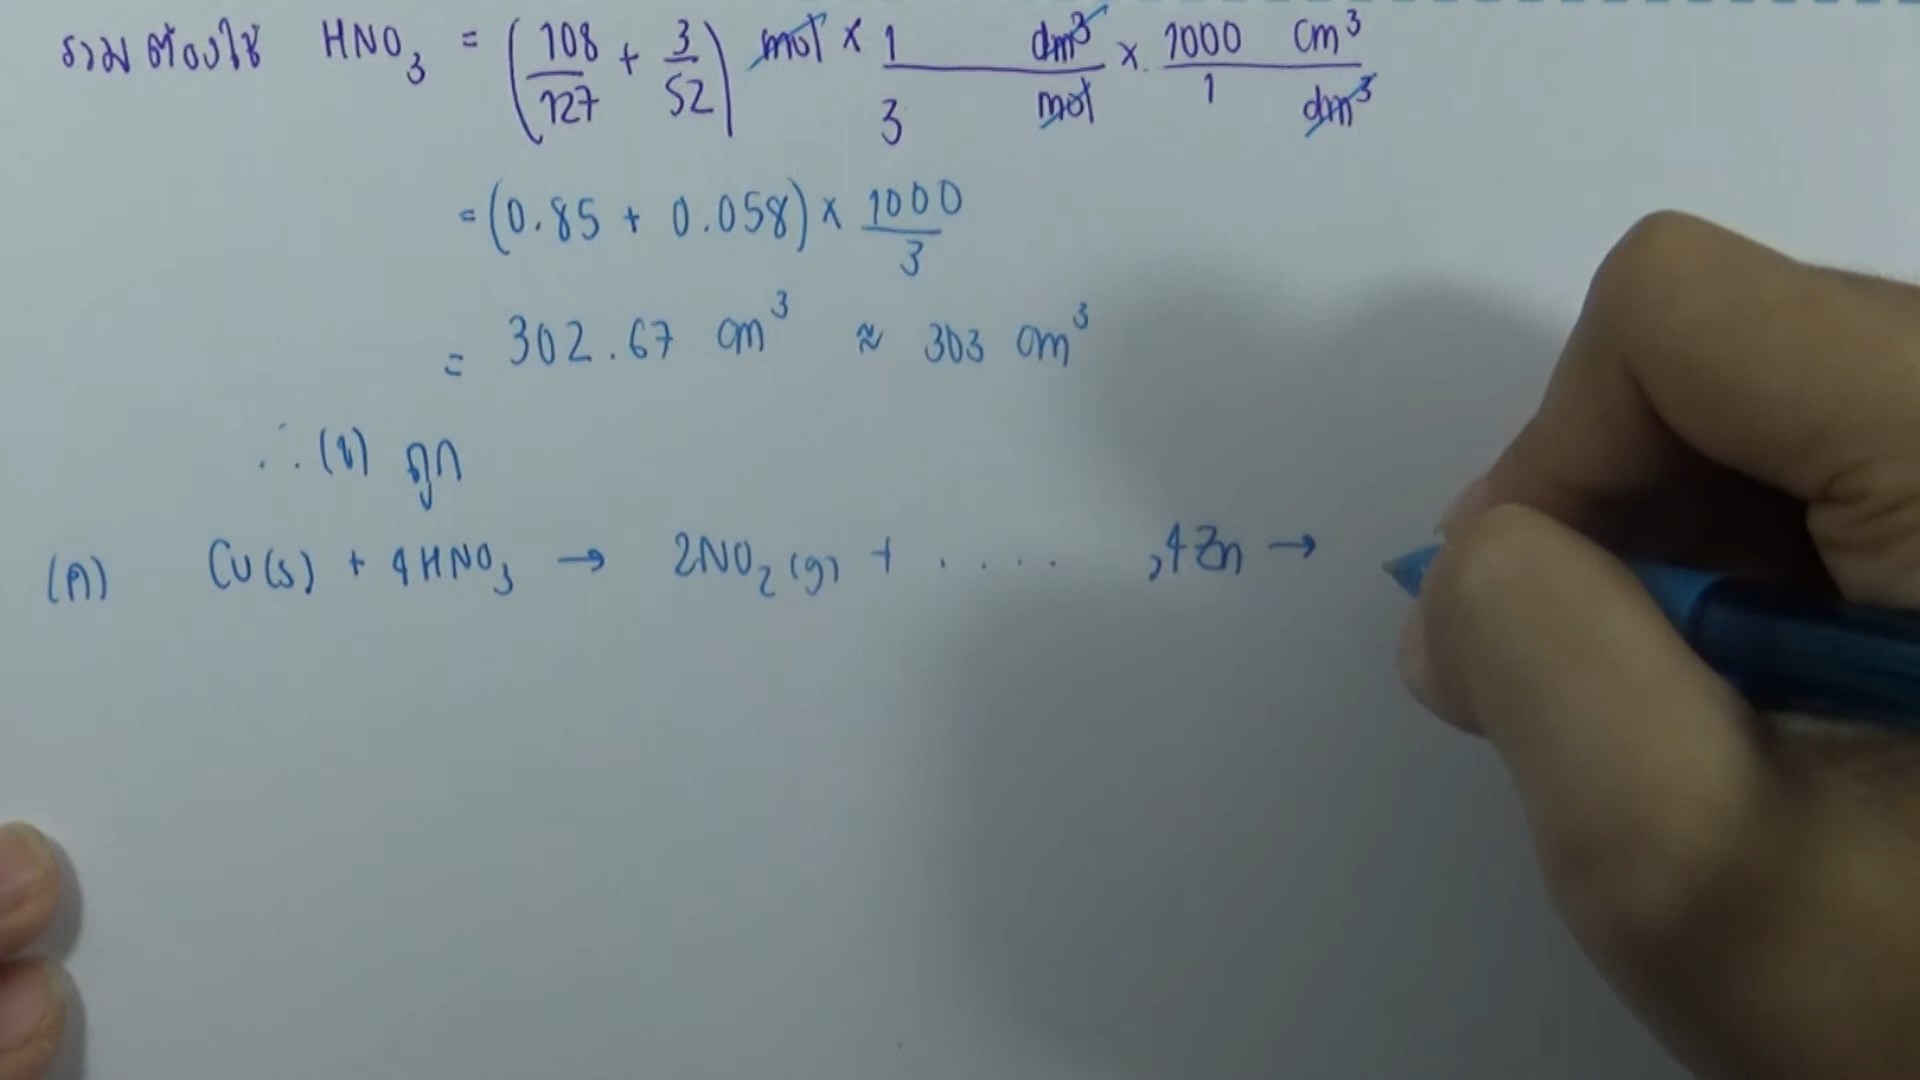 รวมต้องใช้ HNO₃ = (108/127 + 3/52) mol × 1/3 dm³/mol × 1000/1 cm³/dm³
= (0.85 + 0.058) × 1000/3
= 302.67 cm³ ≈ 303 cm³
∴ (ข) ถูก
(ค) Cu(s) + 4HNO₃ → 2NO₂(g) + .... , 4Zn →